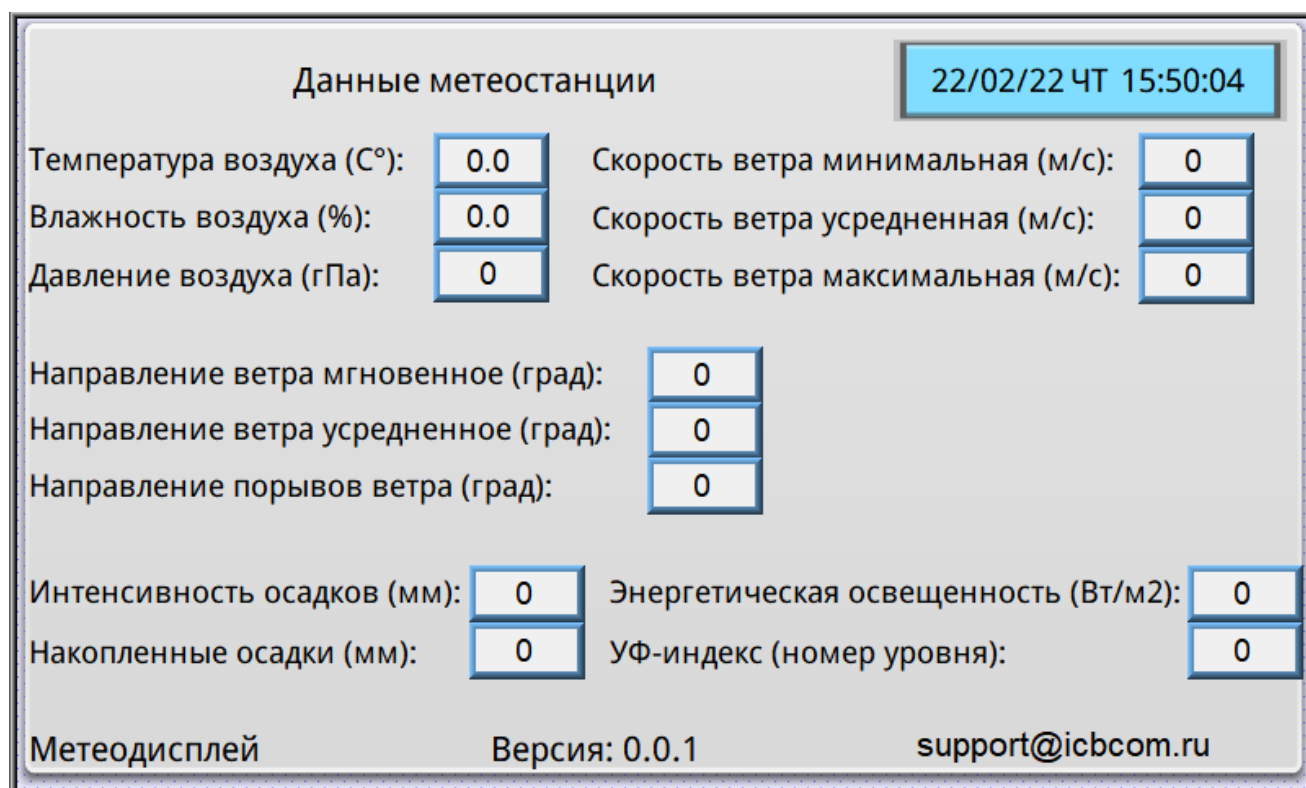 Данные метеостанции 22/02/22 ЧТ 15:50:04
Температура воздуха (C°): 0.0 Скорость ветра минимальная (м/с): 0
Влажность воздуха (%): 0.0 Скорость ветра усредненная (м/с): 0
Давление воздуха (гПа): 0 Скорость ветра максимальная (м/с): 0
Направление ветра мгновенное (град): 0
Направление ветра усредненное (град): 0
Направление порывов ветра (град): 0
Интенсивность осадков (мм): 0 Энергетическая освещенность (Вт/м2): 0
Накопленные осадки (мм): 0 УФ-индекс (номер уровня): 0
Метеодисплей Версия: 0.0.1 support@icbcom.ru